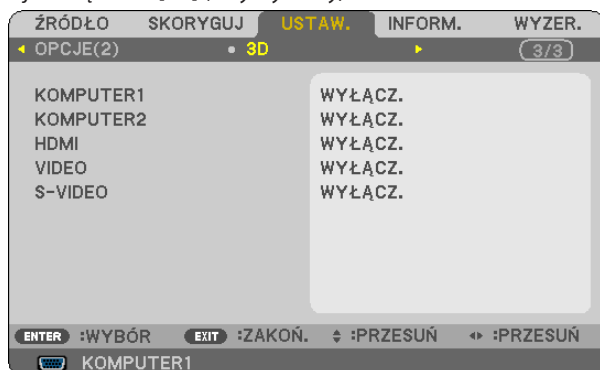 ŹRÓDŁO SKORYGUJ USTAW. INFORM. WYZER.
OPCJE(2) 3D 3/3
KOMPUTER1 WYŁĄCZ.
KOMPUTER2 WYŁĄCZ.
HDMI WYŁĄCZ.
VIDEO WYŁĄCZ.
S-VIDEO WYŁĄCZ.
ENTER :WYBÓR EXIT :ZAKOŃ. :PRZESUŃ :PRZESUŃ
KOMPUTER1